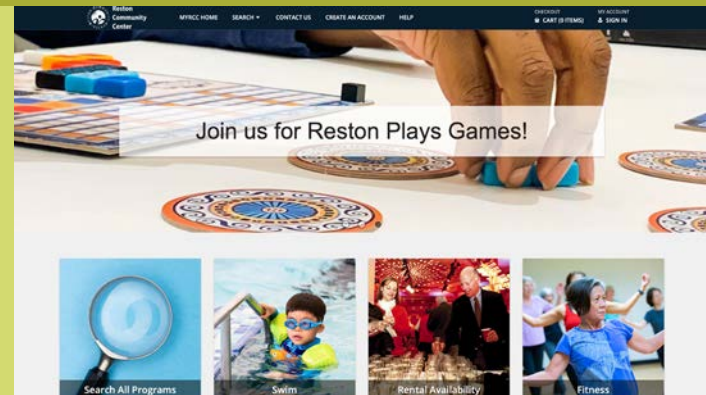 Reston
Community
Center
MYRCC HOME
SEARCH
CONTACT US
CREATE AN ACCOUNT
HELP
CHECKOUT
CART (0 ITEMS)
MY ACCOUNT
SIGN IN
Join us for Reston Plays Games!
Search All Programs
Swim
Rental Availability
Fitness